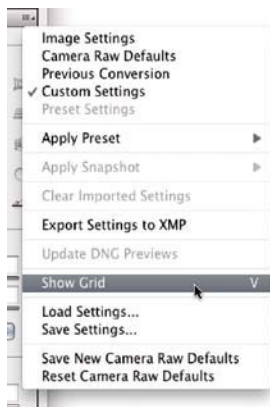 Image Settings
Camera Raw Defaults
Previous Conversion
✓ Custom Settings
Preset Settings
Apply Preset
Apply Snapshot
Clear Imported Settings
Export Settings to XMP
Update DNG Previews
Show Grid V
Load Settings...
Save Settings...
Save New Camera Raw Defaults
Reset Camera Raw Defaults